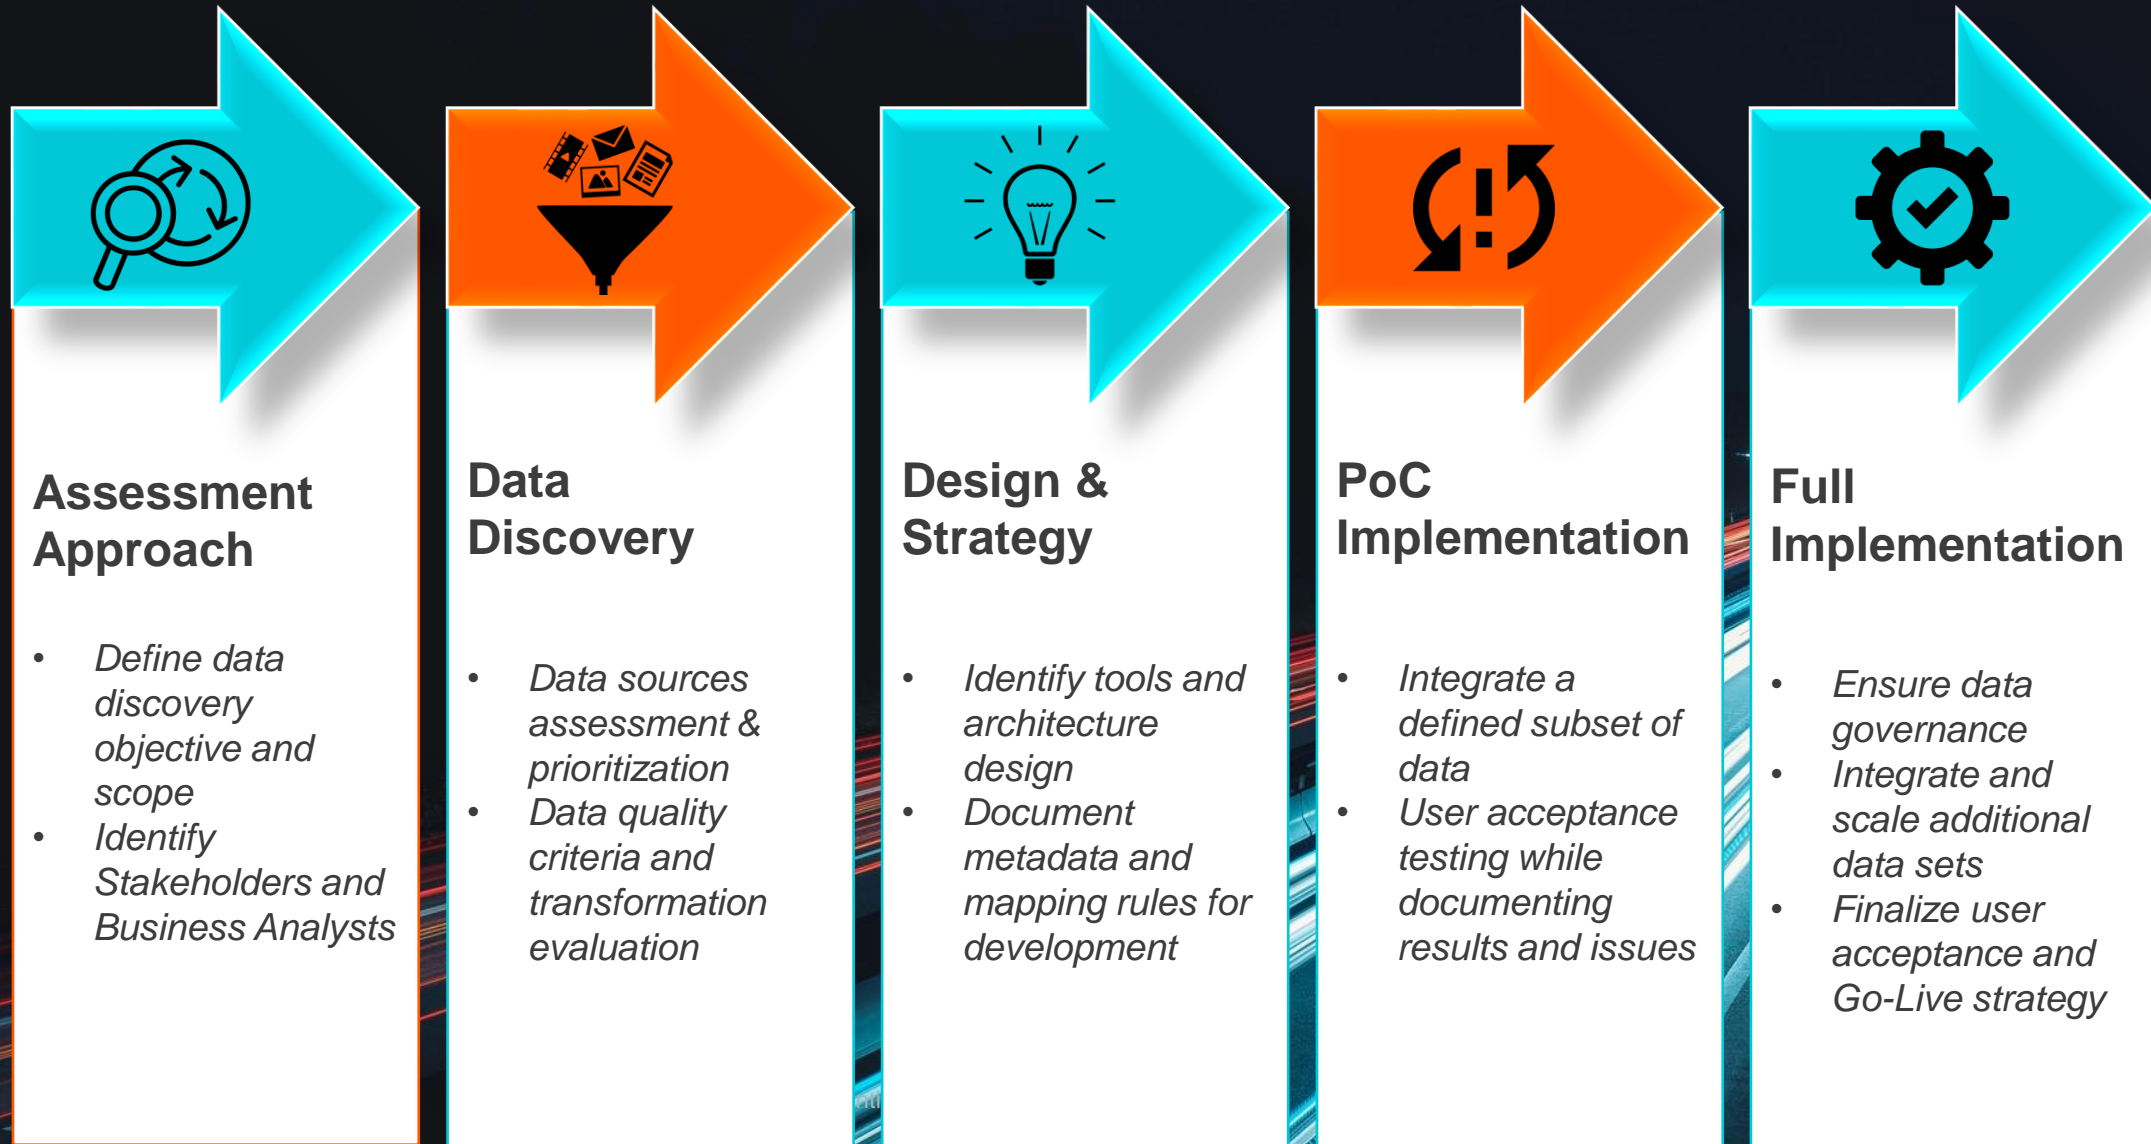 Assessment
Approach
• Define data
discovery
objective and
scope
• Identify
Stakeholders and
Business Analysts
Data
Discovery
• Data sources
assessment &
prioritization
• Data quality
criteria and
transformation
evaluation
Design &
Strategy
• Identify tools and
architecture
design
• Document
metadata and
mapping rules for
development
PoC
Implementation
• Integrate a
defined subset of
data
• User acceptance
testing while
documenting
results and issues
Full
Implementation
• Ensure data
governance
• Integrate and
scale additional
data sets
• Finalize user
acceptance and
Go-Live strategy